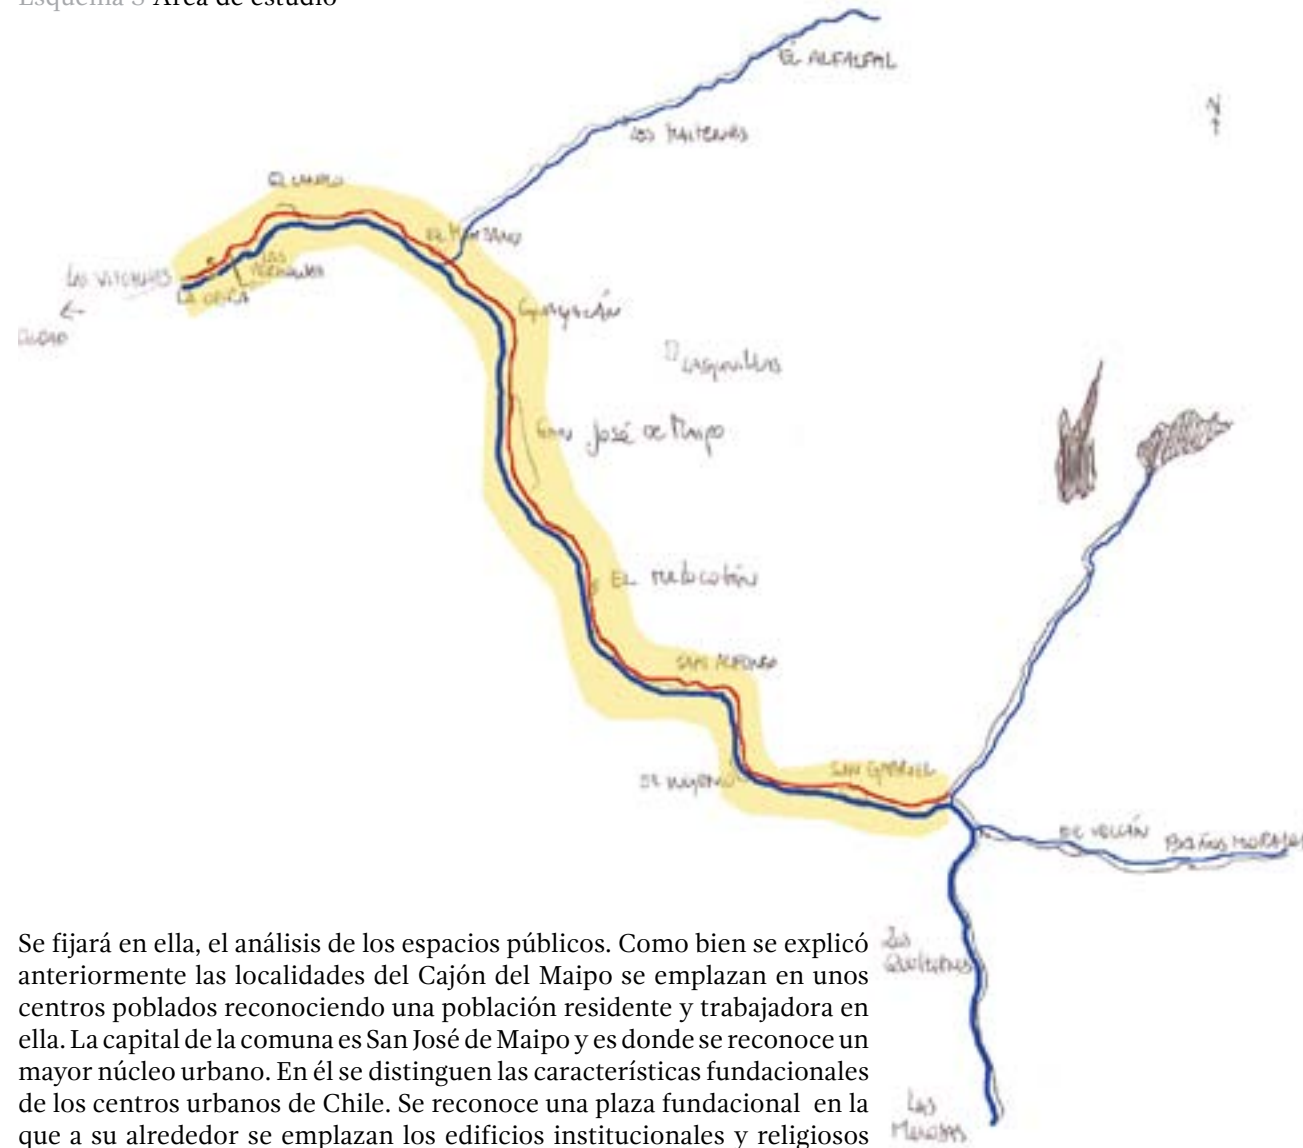 Esquema 3 Área de estudio
EL ALFALFAL
LOS MAITENES
N
EL CANELO
EL MANZANO
LAS VIZCACHAS
LAS VERTIENTES
LA OBRA
CIUDAD
GUAYACÁN
LAGUNILLAS
SAN JOSÉ DE MAIPO
EL MELOCOTÓN
SAN ALFONSO
SAN GABRIEL
EL VOLCÁN
BAÑOS MORALES
Se fijará en ella, el análisis de los espacios públicos. Como bien se explicó
anteriormente las localidades del Cajón del Maipo se emplazan en unos
centros poblados reconociendo una población residente y trabajadora en
ella. La capital de la comuna es San José de Maipo y es donde se reconoce un
mayor núcleo urbano. En él se distinguen las características fundacionales
de los centros urbanos de Chile. Se reconoce una plaza fundacional en la
que a su alrededor se emplazan los edificios institucionales y religiosos
Los
Queltehues
Las
Melosas